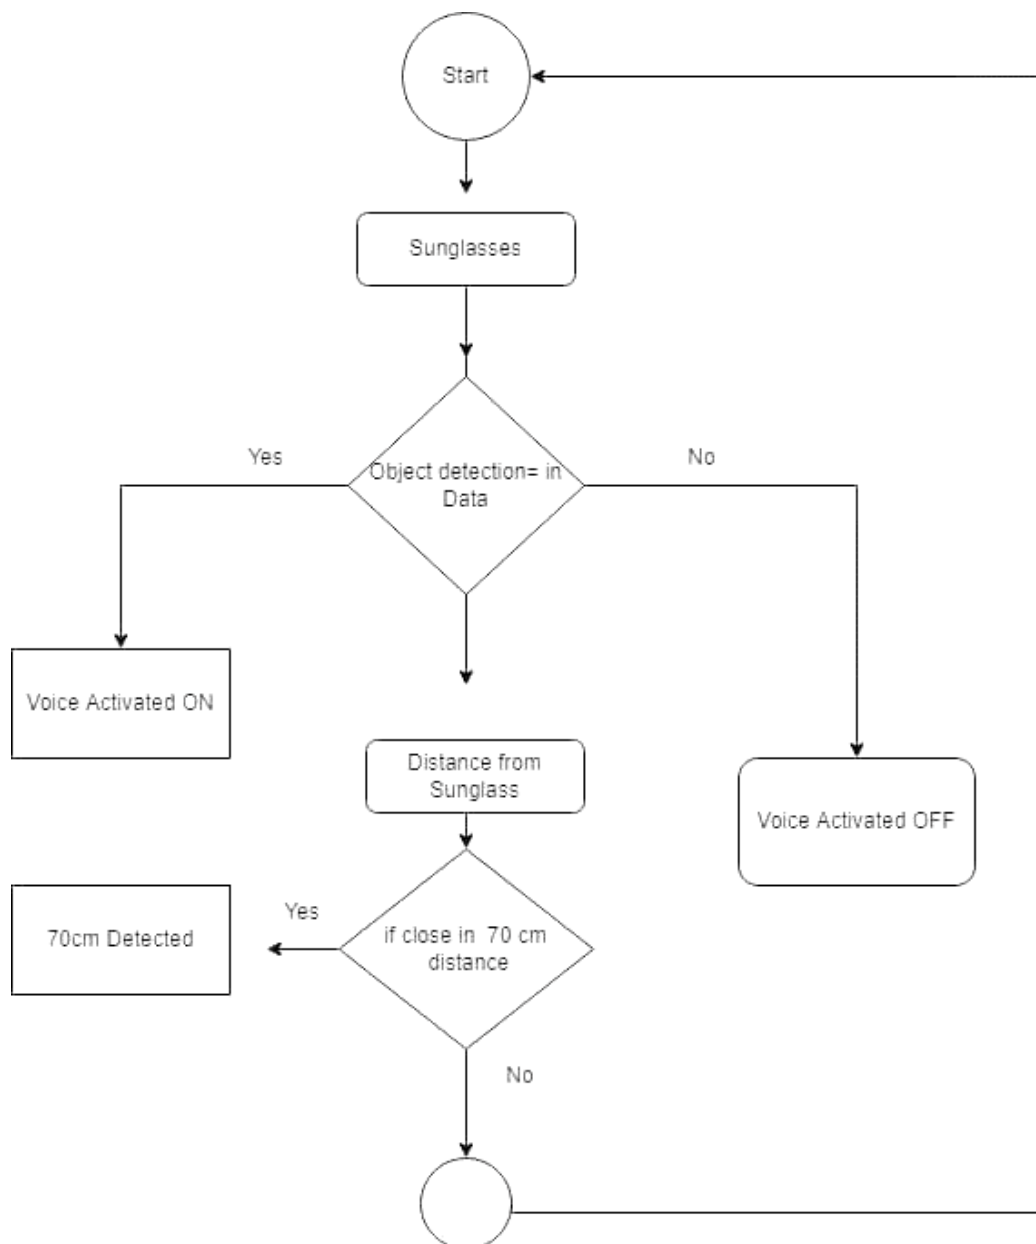 Start
Sunglasses
Yes
No
Object detection= in
Data
Voice Activated ON
Distance from
Sunglass
Voice Activated OFF
Yes
70cm Detected
if close in 70 cm
distance
No